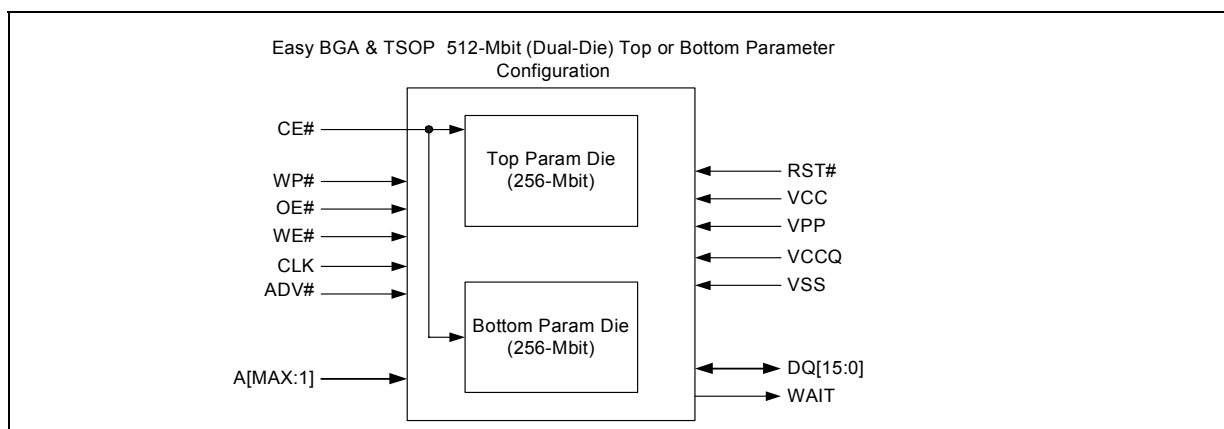 Easy BGA & TSOP 512-Mbit (Dual-Die) Top or Bottom Parameter
Configuration
CE#
WP#
OE#
WE#
CLK
ADV#
A[MAX:1]
Top Param Die
(256-Mbit)
Bottom Param Die
(256-Mbit)
RST#
VCC
VPP
VCCQ
VSS
DQ[15:0]
WAIT